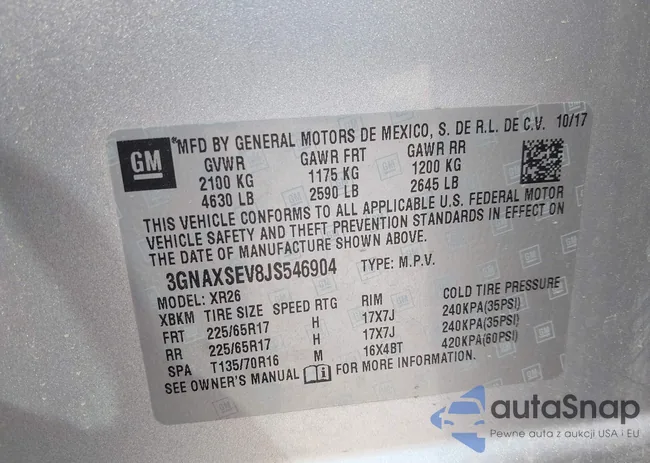 GM
*MFD BY GENERAL MOTORS DE MEXICO, S. DE R.L. DE C.V. 10/17
GVWR GAWR FRT GAWR RR
2100 KG 1175 KG 1200 KG
4630 LB 2590 LB 2645 LB
THIS VEHICLE CONFORMS TO ALL APPLICABLE U.S. FEDERAL MOTOR
VEHICLE SAFETY AND THEFT PREVENTION STANDARDS IN EFFECT ON
THE DATE OF MANUFACTURE SHOWN ABOVE.
3GNAXSEV8JS546904 TYPE: M.P.V.
MODEL: XR26
XBKM TIRE SIZE SPEED RTG RIM COLD TIRE PRESSURE
FRT 225/65R17 H 17X7J 240KPA(35PSI)
RR 225/65R17 H 17X7J 240KPA(35PSI)
SPA T135/70R16 M 16X4BT 420KPA(60PSI)
SEE OWNER'S MANUAL FOR MORE INFORMATION.
autaSnap
Pewne auta z aukcji USA i EU